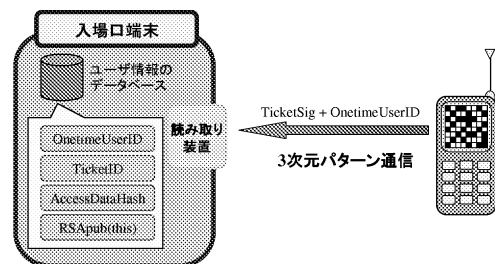 入場口端末
ユーザ情報の
データベース
OnetimeUserID
TicketID
AccessDataHash
RSApub(this)
読み取り
装置
TicketSig + OnetimeUserID
3次元パターン通信